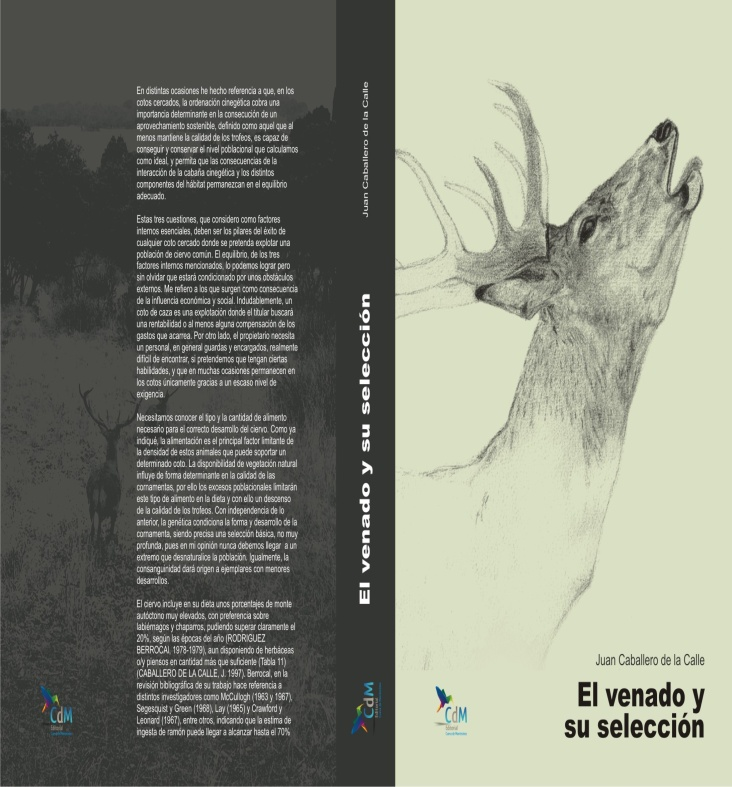 En distintas ocasiones he hecho referencia a que, en los
cotos cercados, la ordenación cinegética cobra una
importancia determinante en la consecución de un
aprovechamiento sostenible, definido como aquel que al
menos mantiene la calidad de los trofeos, es capaz de
conseguir y conservar el nivel poblacional que calculamos
como ideal, y permita que las consecuencias de la
interacción de la cabaña cinegética y los distintos
componentes del hábitat permanezcan en el equilibrio
adecuado.
Estas tres cuestiones, que considero como factores
internos esenciales, deben ser los pilares del éxito de
cualquier coto cercado donde se pretenda explotar una
población de ciervo común. El equilibrio, de los tres
factores internos mencionados, lo podemos lograr pero
sin olvidar que estará condicionado por unos obstáculos
externos. Me refiero a los que surgen como consecuencia
de la influencia económica y social. Indudablemente, un
coto de caza es una explotación donde el titular buscará
una rentabilidad o al menos alguna compensación de los
gastos que acarrea. Por otro lado, el propietario necesita
un personal, en general guardas y encargados, realmente
difícil de encontrar, si pretendemos que tengan ciertas
habilidades, y que en muchas ocasiones permanecen en
los cotos únicamente gracias a un escaso nivel de
exigencia.
Necesitamos conocer el tipo y la cantidad de alimento
necesario para el correcto desarrollo del ciervo. Como ya
indiqué, la alimentación es el principal factor limitante de
la densidad de estos animales que puede soportar un
determinado coto. La disponibilidad de vegetación natural
influye de forma determinante en la calidad de las
cornamentas, por ello los excesos poblacionales limitarán
este tipo de alimento en la dieta y con ello un descenso
de la calidad de los trofeos. Con independencia de lo
anterior, la genética condiciona la forma y desarrollo de la
cornamenta, siendo precisa una selección básica, no muy
profunda, pues en mi opinión nunca debemos llegar a un
extremo que desnaturalice la población. Igualmente, la
consanguinidad dará origen a ejemplares con menores
desarrollos.
El ciervo incluye en su dieta unos porcentajes de monte
autóctono muy elevados, con preferencia sobre
labiérnagos y chaparros, pudiendo superar claramente el
20%, según las épocas del año (RODRIGUEZ
BERROCAl, 1978-1979), aun disponiendo de herbáceas
o/y piensos en cantidad más que suficiente (Tabla 11)
(CABALLERO DE LA CALLE, J. 1997). Berrocal, en la
revisión bibliográfica de su trabajo hace referencia a
distintos investigadores como McCullogh (1963 y 1967),
Segesquist y Green (1968), Lay (1965) y Crawford y
Leonard (1967), entre otros, indicando que la estima de
ingesta de ramón puede llegar a alcanzar hasta el 70%
CdM
Editorial
Juan Caballero de la Calle
El venado y su selección
CdM
Editorial
Juan Caballero de la Calle
El venado y
su selección
CdM
Editorial